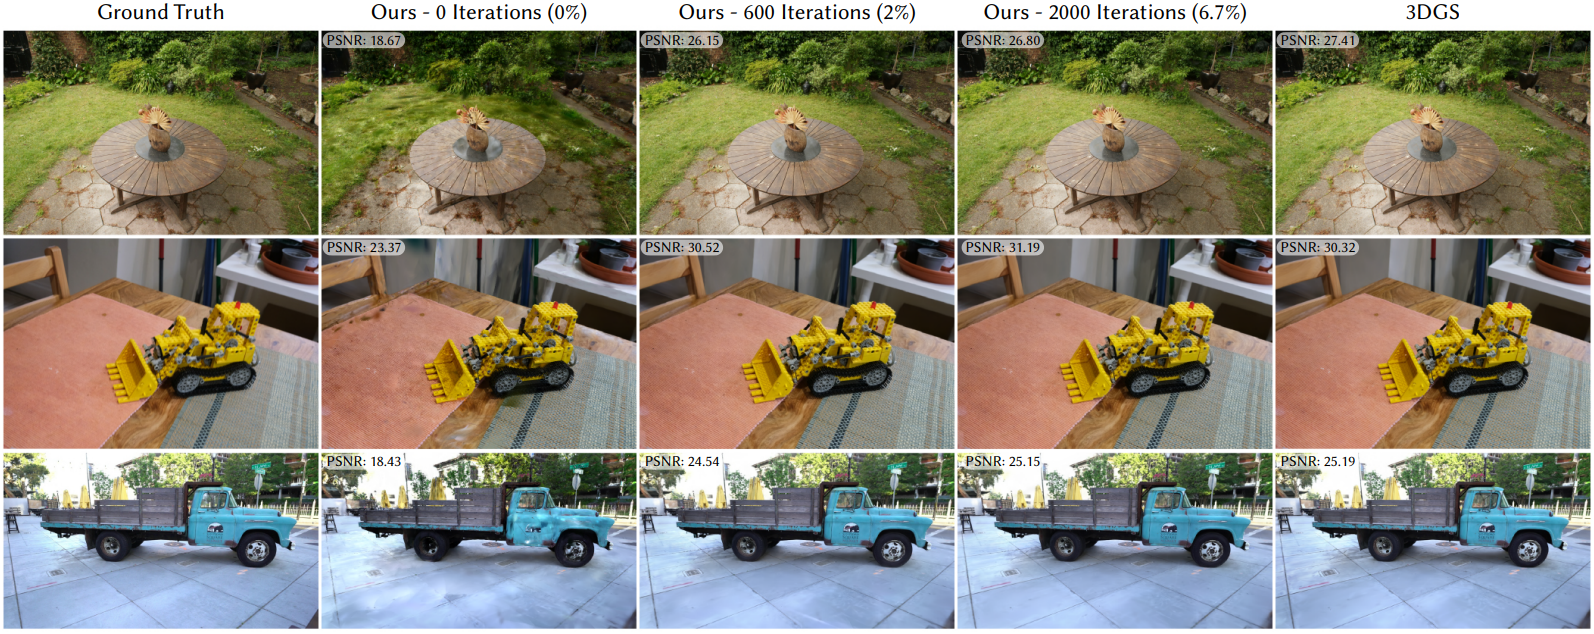 Ground Truth
Ours - 0 Iterations (0%)
Ours - 600 Iterations (2%)
Ours - 2000 Iterations (6.7%)
3DGS
PSNR: 18.67
PSNR: 26.15
PSNR: 26.80
PSNR: 27.41
PSNR: 23.37
PSNR: 30.52
PSNR: 31.19
PSNR: 30.32
PSNR: 18.43
PSNR: 24.54
PSNR: 25.15
PSNR: 25.19